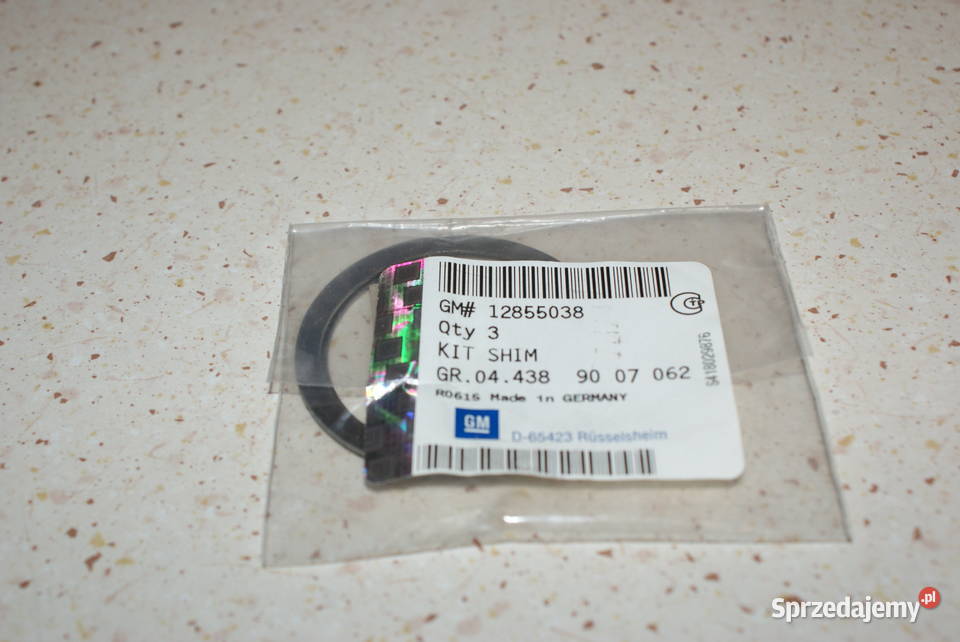 GM# 12855038
Qty 3
KIT SHIM
GR.04.438 90 07 062
R0615 Made in GERMANY
GM
D-65423 Rüsselsheim
9418029876
Sprzedajemy.pl